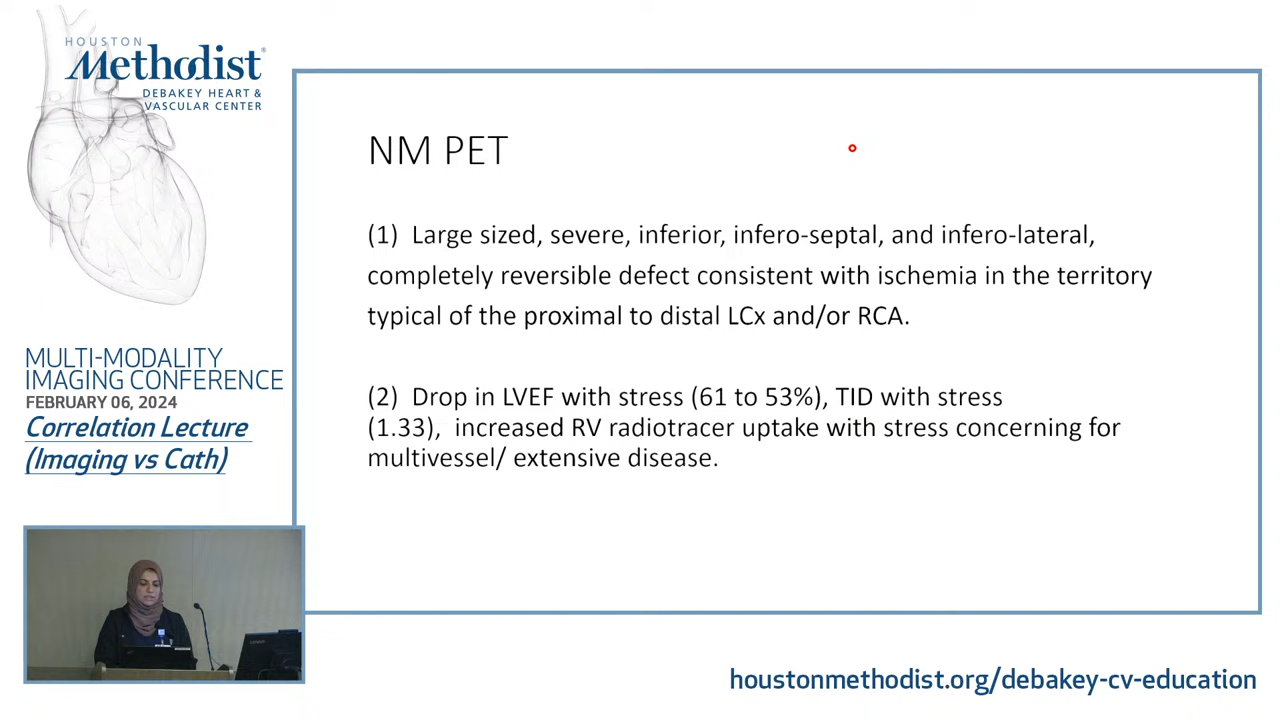 HOUSTON
Methodist®
DEBAKEY HEART &
VASCULAR CENTER
NM PET
(1) Large sized, severe, inferior, infero-septal, and infero-lateral,
completely reversible defect consistent with ischemia in the territory
typical of the proximal to distal LCx and/or RCA.
(2) Drop in LVEF with stress (61 to 53%), TID with stress
(1.33), increased RV radiotracer uptake with stress concerning for
multivessel/ extensive disease.
MULTI-MODALITY
IMAGING CONFERENCE
FEBRUARY 06, 2024
Correlation Lecture
(Imaging vs Cath)
houstonmethodist.org/debakey-cv-education